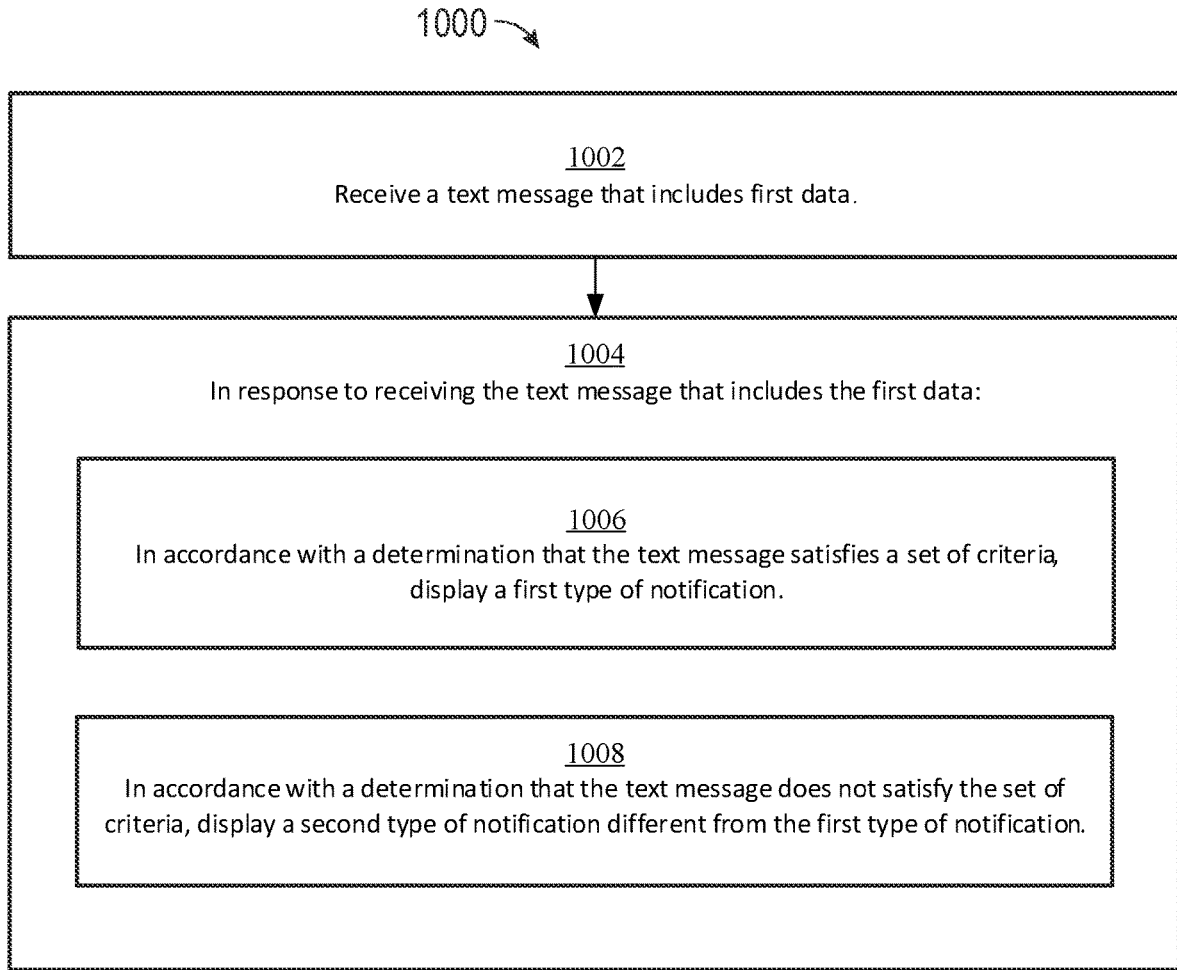 1000
1002
Receive a text message that includes first data.
1004
In response to receiving the text message that includes the first data:
1006
In accordance with a determination that the text message satisfies a set of criteria,
display a first type of notification.
1008
In accordance with a determination that the text message does not satisfy the set of
criteria, display a second type of notification different from the first type of notification.